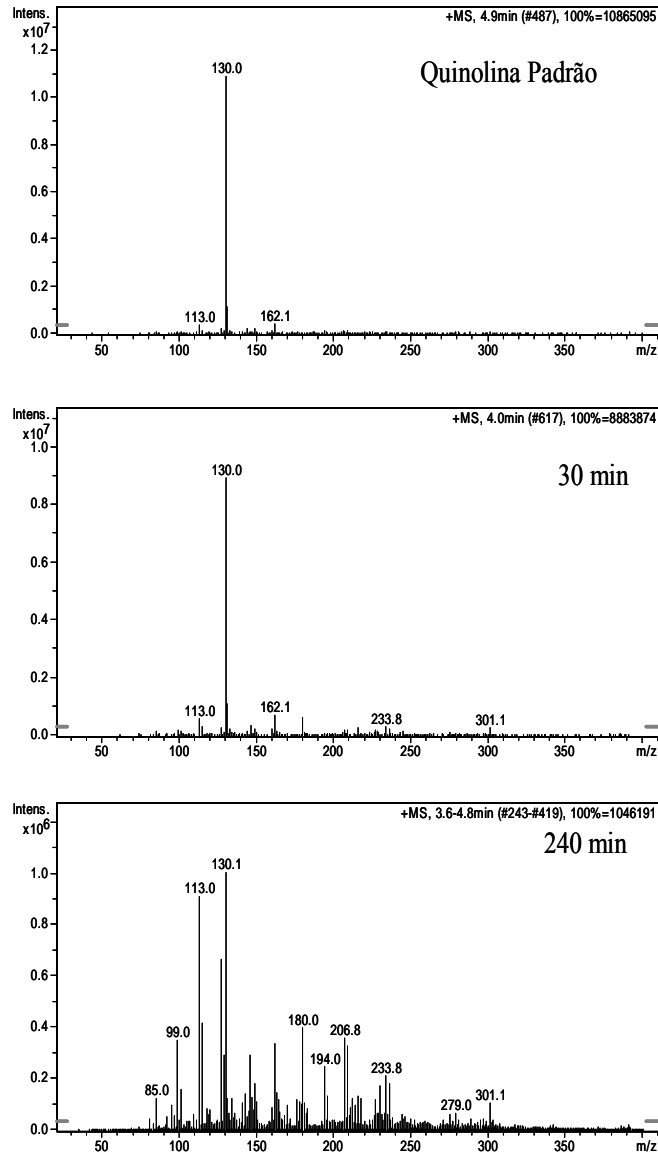 Intens.
x10⁷
+MS, 4.9min (#487), 100%=10865095
Quinolina Padrão
1.2
1.0
0.8
0.6
0.4
0.2
0.0
130.0
113.0
162.1
50 100 150 200 250 300 350 m/z
Intens.
x10⁷
+MS, 4.0min (#617), 100%=8883874
30 min
1.0
0.8
0.6
0.4
0.2
0.0
130.0
113.0
162.1
233.8
301.1
50 100 150 200 250 300 350 m/z
Intens.
x10⁶
+MS, 3.6-4.8min (#243-#419), 100%=1046191
240 min
1.0
0.8
0.6
0.4
0.2
0.0
130.1
113.0
99.0
180.0
206.8
194.0
233.8
85.0
279.0
301.1
50 100 150 200 250 300 350 m/z